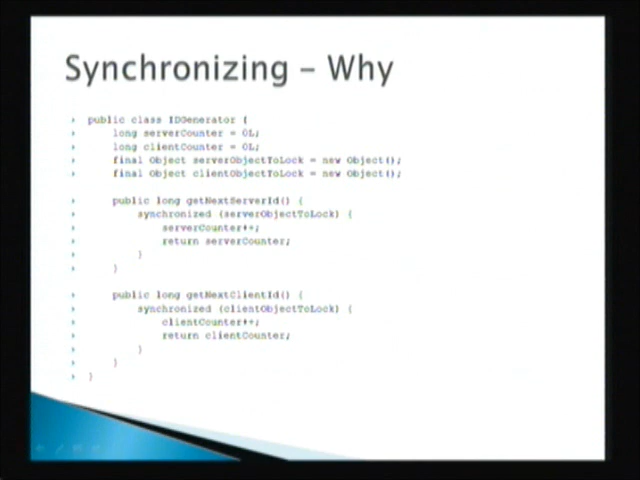 Synchronizing – Why
public class IDGenerator {
long serverCounter = 0L;
long clientCounter = 0L;
final Object serverObjectToLock = new Object();
final Object clientObjectToLock = new Object();
public long getNextServerId() {
synchronized (serverObjectToLock) {
serverCounter++;
return serverCounter;
}
}
public long getNextClientId() {
synchronized (clientObjectToLock) {
clientCounter++;
return clientCounter;
}
}
}